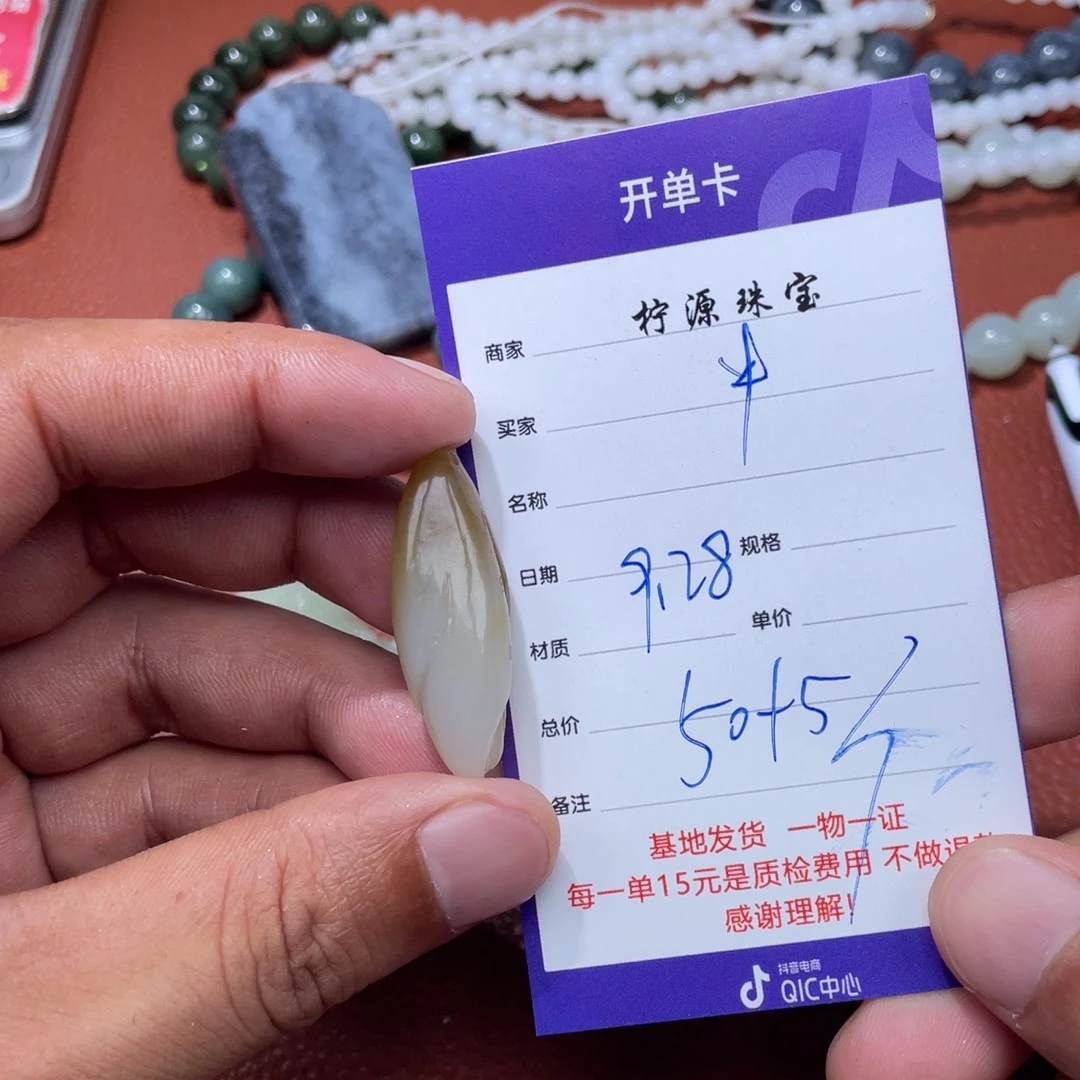 开单卡
柠源珠宝
商家
买家
名称
日期 9.28 规格
材质 单价
总价 50+5
备注
基地发货 一物一证
每一单15元是质检费用 不做退款
感谢理解!
抖音电商
QIC中心